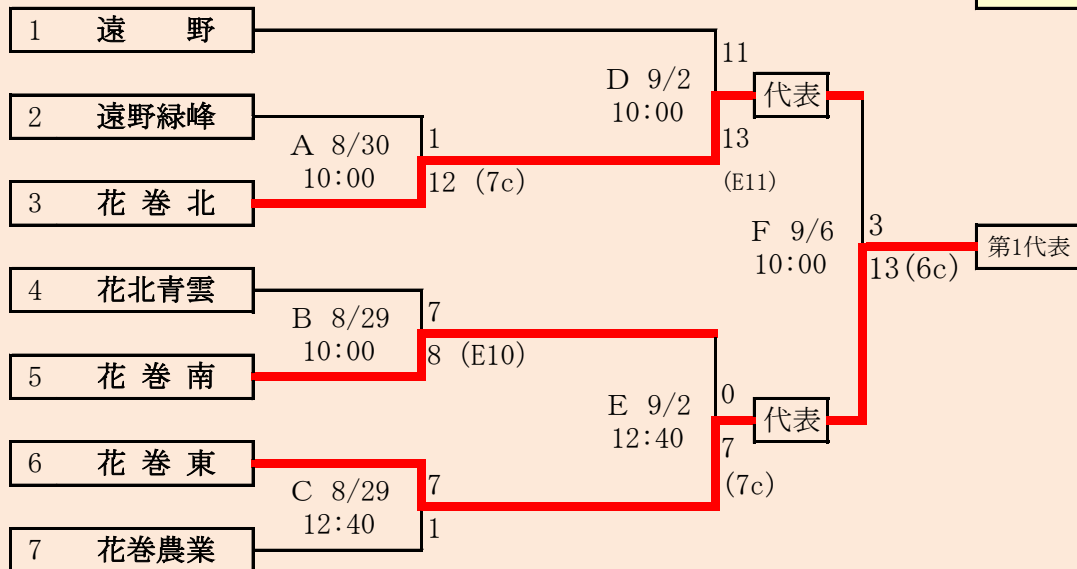 1 遠 野
2 遠野緑峰
3 花 巻 北
4 花北青雲
5 花 巻 南
6 花 巻 東
7 花巻農業
A 8/30
10:00
1
12 (7c)
B 8/29
10:00
7
8 (E10)
C 8/29
12:40
7
1
D 9/2
10:00
11
13
(E11)
代表
E 9/2
12:40
0
7
(7c)
代表
F 9/6
10:00
3
13(6c)
第1代表